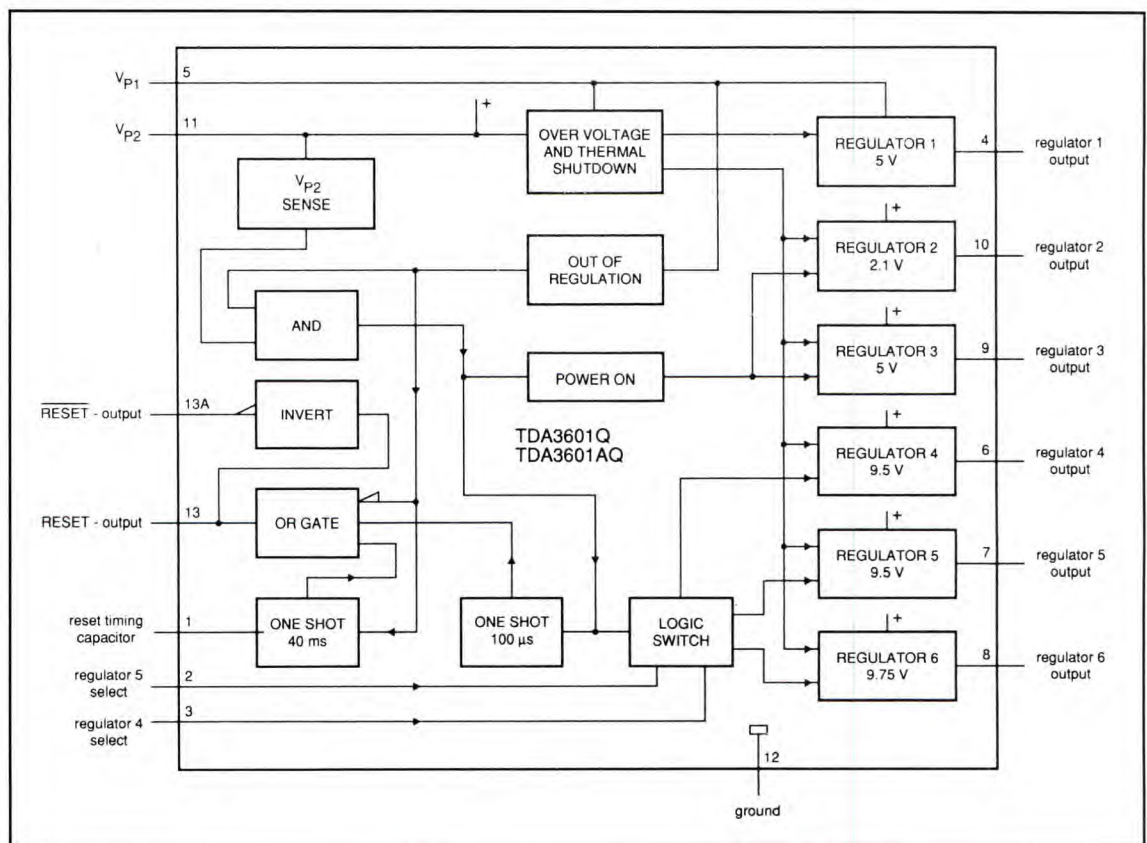 5
VP1
11
VP2
+
OVER VOLTAGE
AND THERMAL
SHUTDOWN
REGULATOR 1
5 V
4
regulator 1
output
VP2
SENSE
+
REGULATOR 2
2.1 V
10
regulator 2
output
OUT OF
REGULATION
AND
+
REGULATOR 3
5 V
9
regulator 3
output
POWER ON
RESET - output
13A
INVERT
TDA3601Q
TDA3601AQ
+
REGULATOR 4
9.5 V
6
regulator 4
output
RESET - output
13
OR GATE
+
REGULATOR 5
9.5 V
7
regulator 5
output
reset timing
capacitor
1
ONE SHOT
40 ms
ONE SHOT
100 µs
LOGIC
SWITCH
+
REGULATOR 6
9.75 V
8
regulator 6
output
regulator 5
select
2
regulator 4
select
3
12
ground